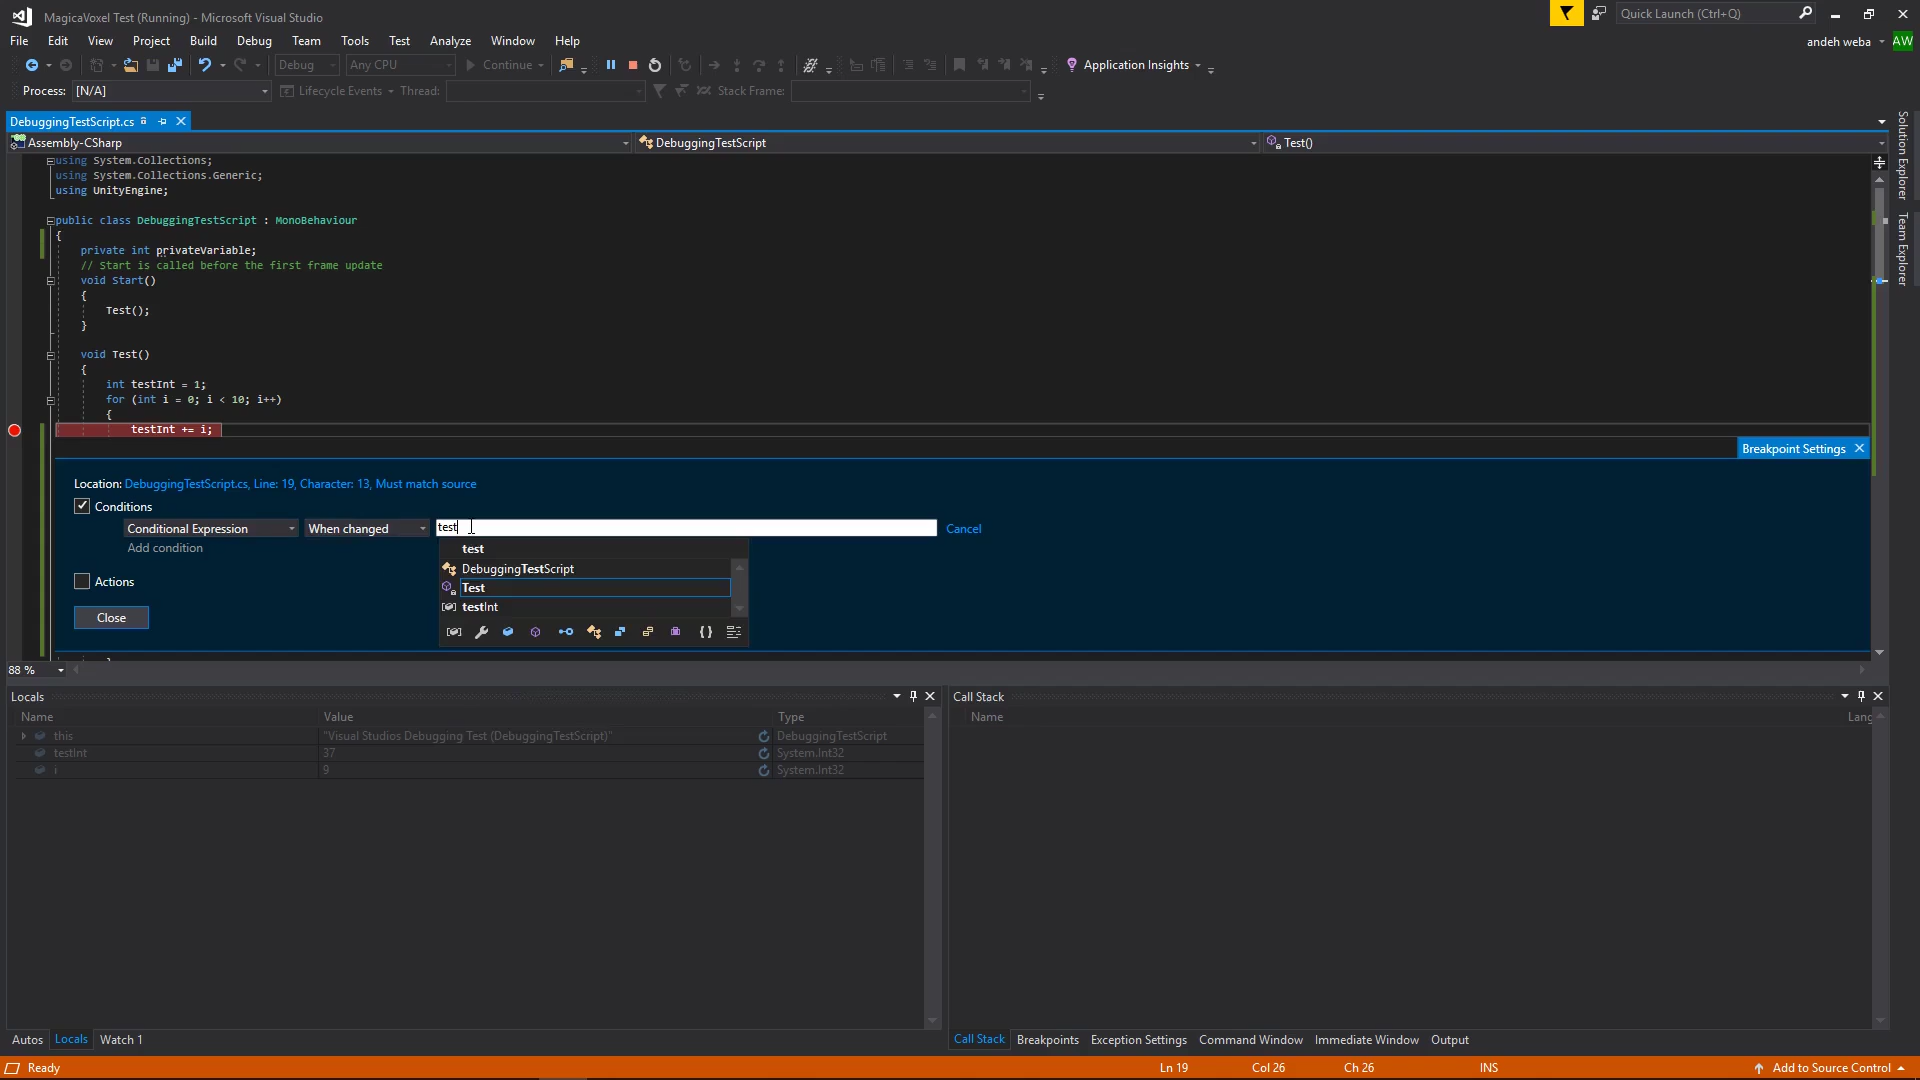 MagicaVoxel Test (Running) - Microsoft Visual Studio
Quick Launch (Ctrl+Q)
File Edit View Project Build Debug Team Tools Test Analyze Window Help
andeh weba AW
Debug Any CPU Continue Application Insights
Process: [N/A] Lifecycle Events Thread: Stack Frame:
DebuggingTestScript.cs
Assembly-CSharp DebuggingTestScript Test()
using System.Collections;
using System.Collections.Generic;
using UnityEngine;
public class DebuggingTestScript : MonoBehaviour
{
private int privateVariable;
// Start is called before the first frame update
void Start()
{
Test();
}
void Test()
{
int testInt = 1;
for (int i = 0; i < 10; i++)
{
testInt += i;
Breakpoint Settings
Location: DebuggingTestScript.cs, Line: 19, Character: 13, Must match source
Conditions
Conditional Expression When changed test Cancel
Add condition
test
DebuggingTestScript
Test
testInt
Actions
Close
88 %
Solution Explorer
Team Explorer
Locals
Name Value Type
this "Visual Studios Debugging Test (DebuggingTestScript)" DebuggingTestScript
testInt 37 System.Int32
i 9 System.Int32
Call Stack
Name Lang
Autos Locals Watch 1
Call Stack Breakpoints Exception Settings Command Window Immediate Window Output
Ready Ln 19 Col 26 Ch 26 INS Add to Source Control